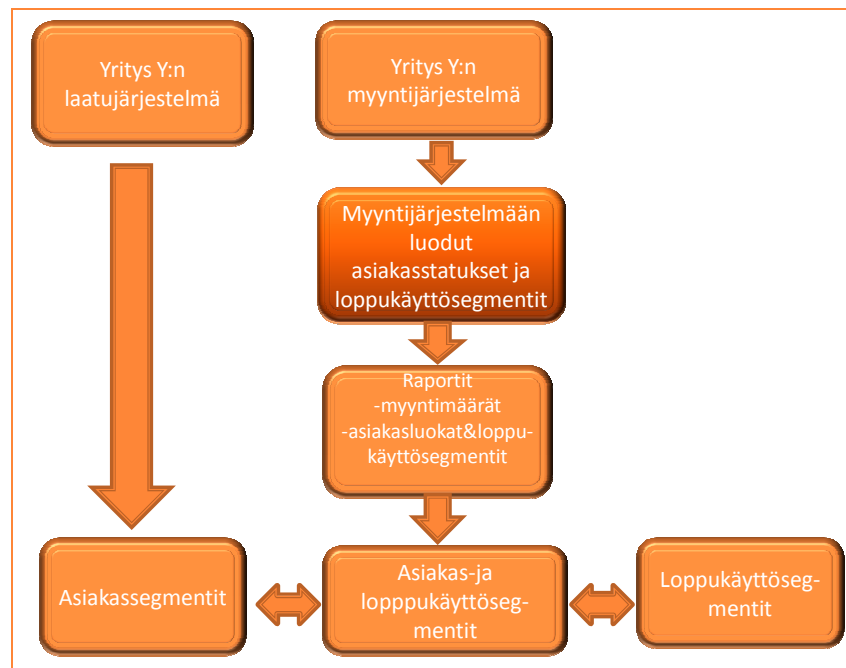 Yritys Y:n
laatujärjestelmä
Yritys Y:n
myyntijärjestelmä
Myyntijärjestelmään
luodut
asiakasstatukset ja
loppukäyttösegmentit
Raportit
-myyntimäärät
-asiakasluokat&loppu-
käyttösegmentit
Asiakassegmentit
Asiakas-ja
lopppukäyttöseg-
mentit
Loppukäyttöseg-
mentit